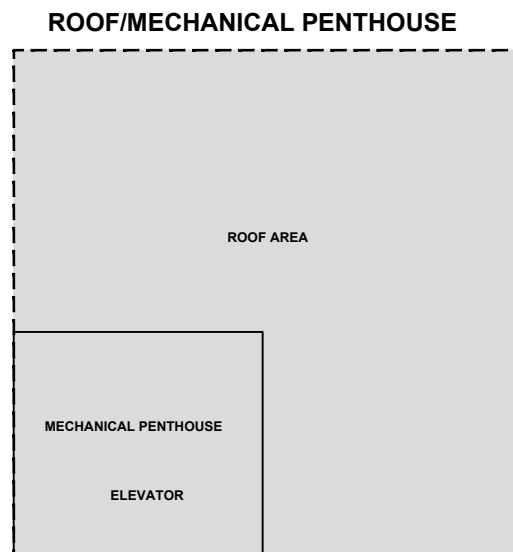 ROOF/MECHANICAL PENTHOUSE
ROOF AREA
MECHANICAL PENTHOUSE
ELEVATOR